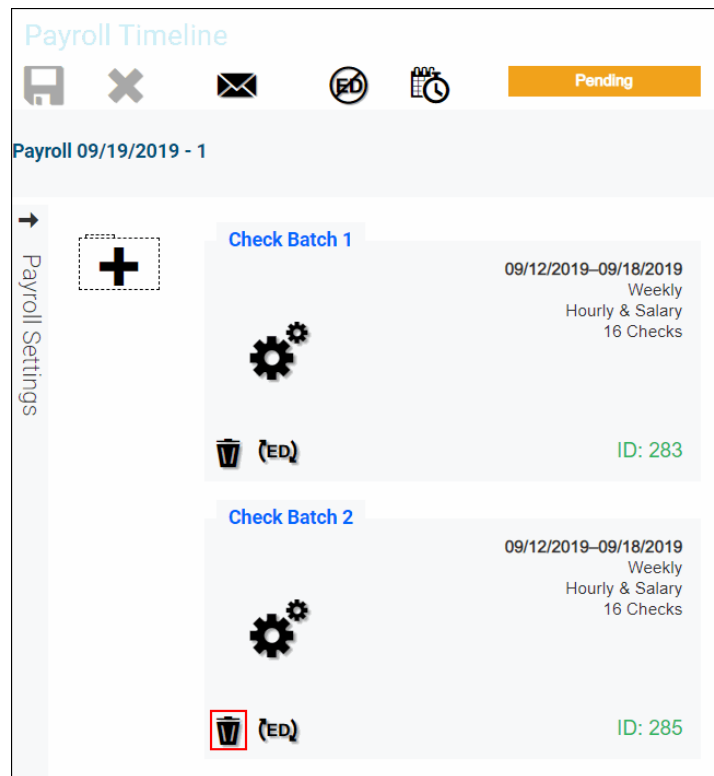 Payroll Timeline
ED
Pending
Payroll 09/19/2019 - 1
Payroll Settings
Check Batch 1
09/12/2019–09/18/2019
Weekly
Hourly & Salary
16 Checks
(ED)
ID: 283
Check Batch 2
09/12/2019–09/18/2019
Weekly
Hourly & Salary
16 Checks
(ED)
ID: 285